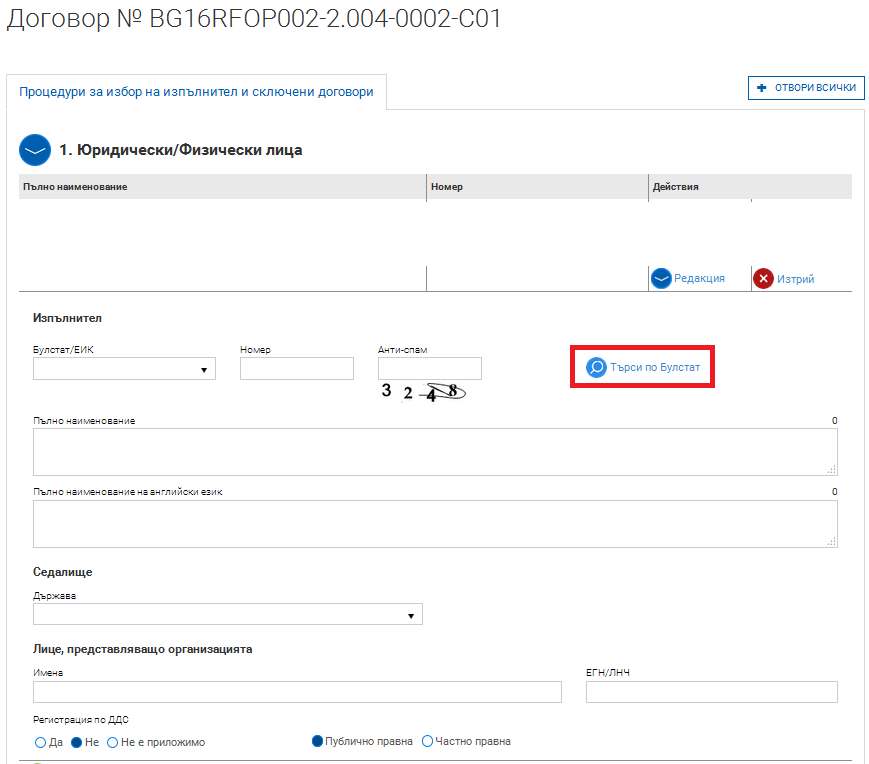 Договор № BG16RFOP002-2.004-0002-C01
Процедури за избор на изпълнител и сключени договори
ОТВОРИ ВСИЧКИ
1. Юридически/Физически лица
Пълно наименование Номер Действия
Редакция Изтрий
Изпълнител
Булстат/ЕИК Номер Анти-спам
Търси по Булстат
3 2 4 8
Пълно наименование 0
Пълно наименование на английски език 0
Седалище
Държава
Лице, представляващо организацията
Имена ЕГН/ЛНЧ
Регистрация по ДДС
Да Не Не е приложимо Публично правна Частно правна